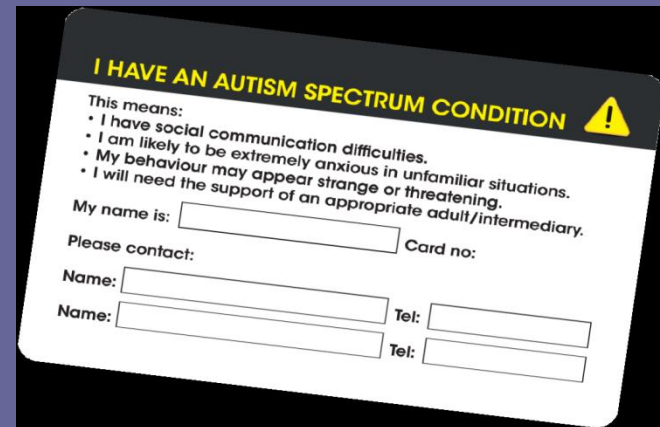 I HAVE AN AUTISM SPECTRUM CONDITION
This means:
• I have social communication difficulties.
• I am likely to be extremely anxious in unfamiliar situations.
• My behaviour may appear strange or threatening.
• I will need the support of an appropriate adult/intermediary.
My name is: Card no:
Please contact:
Name: Tel:
Name: Tel: